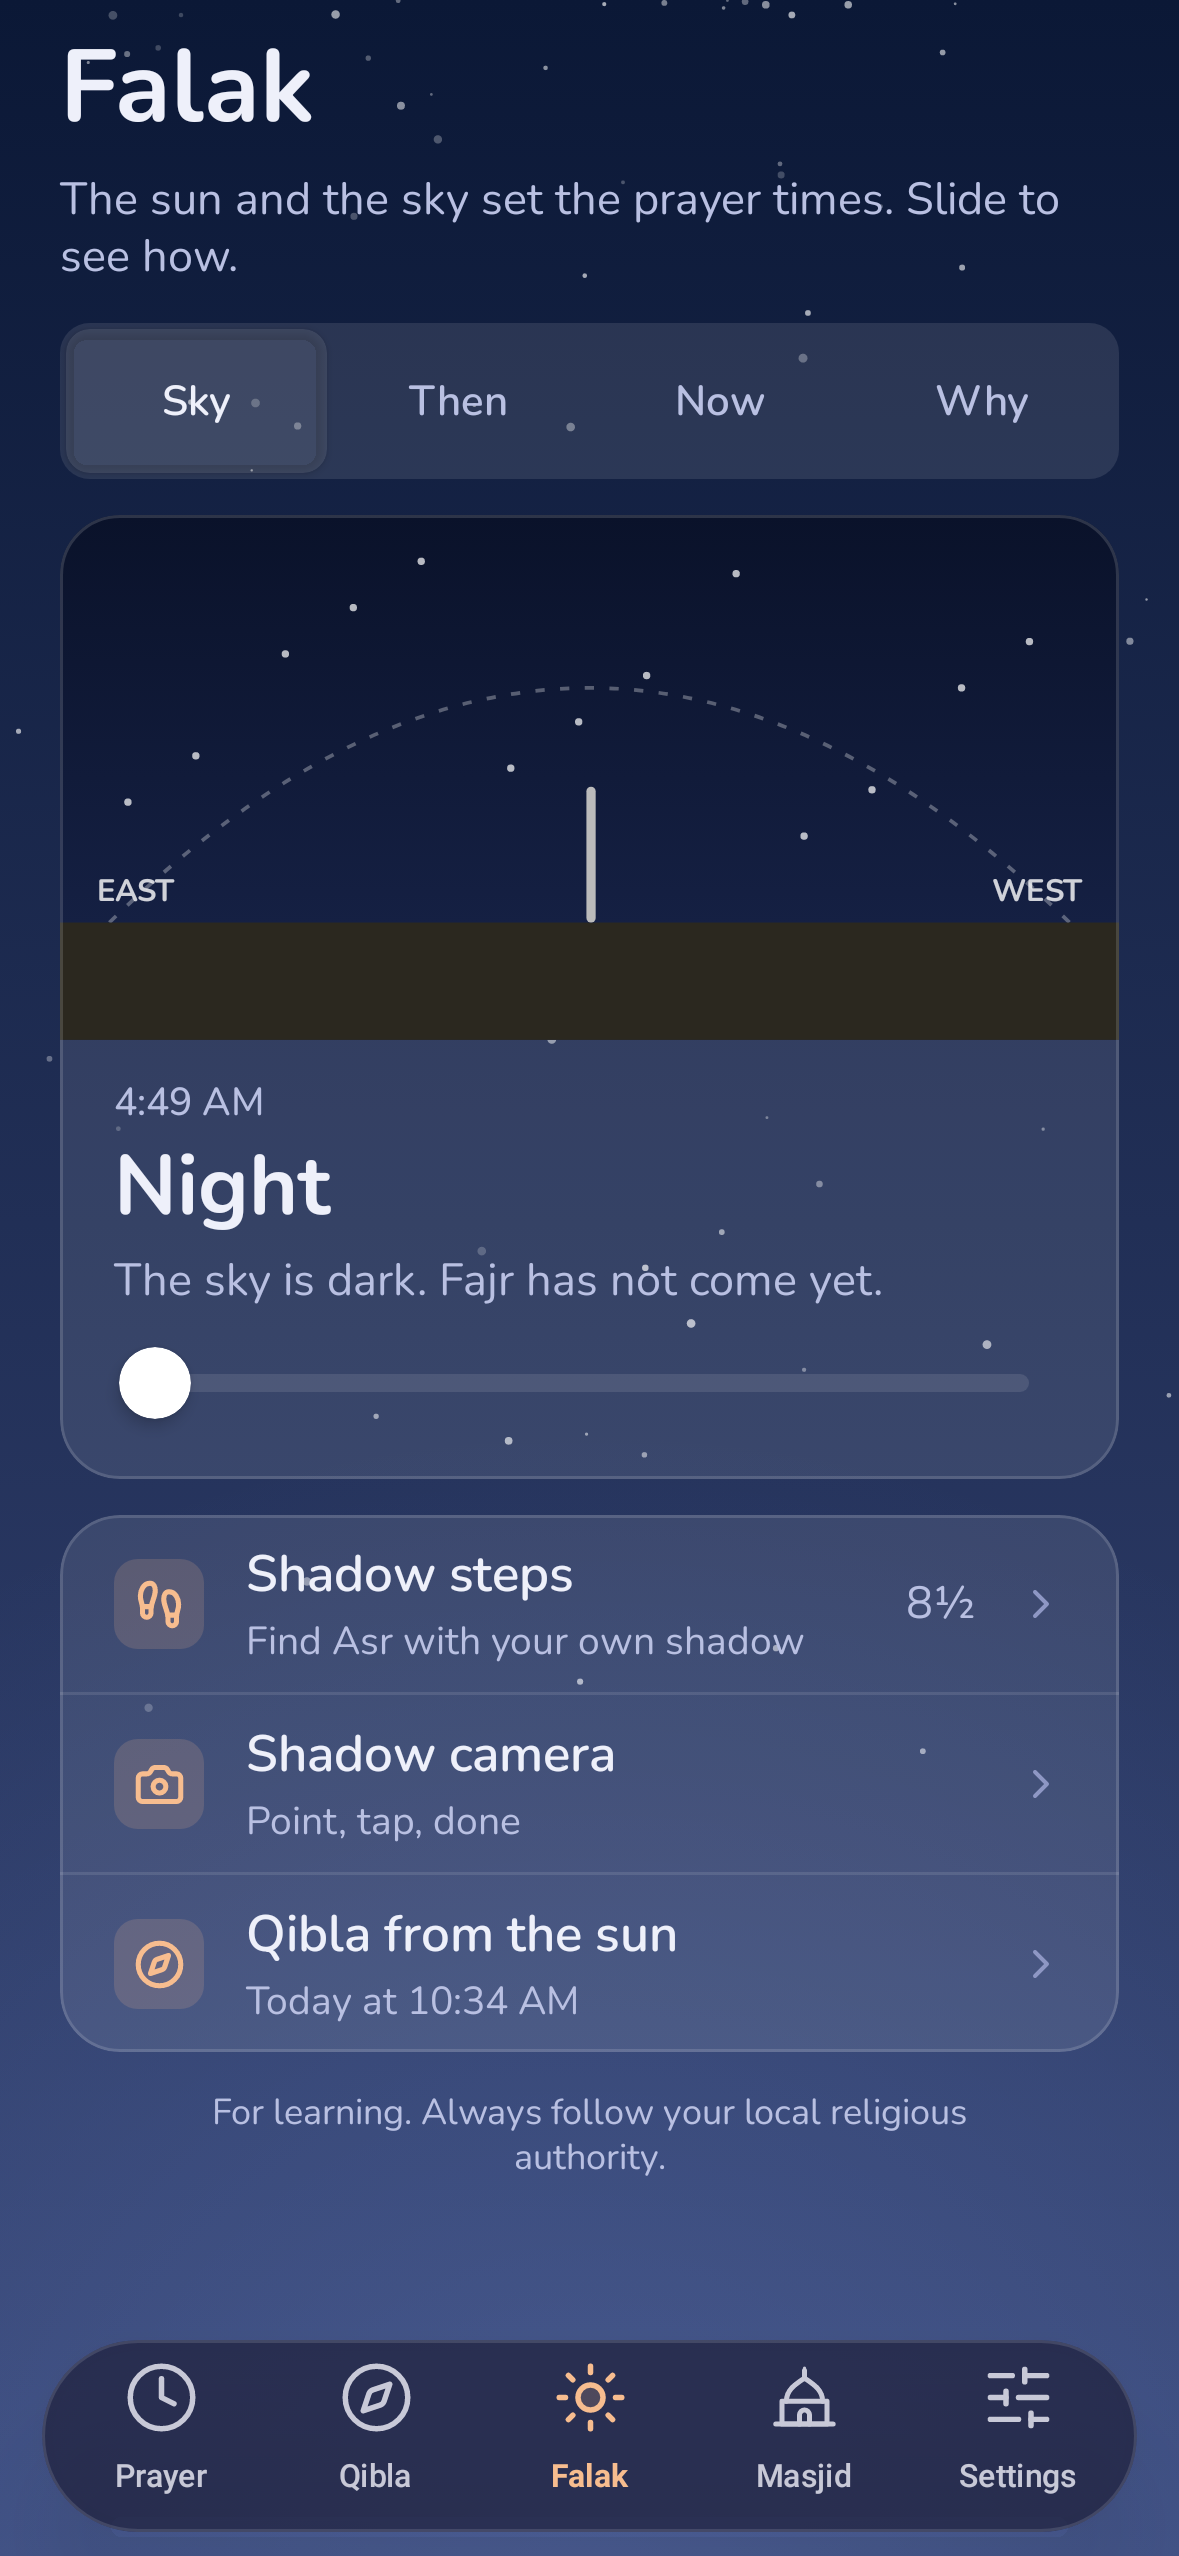 Falak
The sun and the sky set the prayer times. Slide to
see how.
Sky
Then
Now
Why
EAST
WEST
4:49 AM
Night
The sky is dark. Fajr has not come yet.
Shadow steps
Find Asr with your own shadow
8½
Shadow camera
Point, tap, done
Qibla from the sun
Today at 10:34 AM
For learning. Always follow your local religious
authority.
Prayer
Qibla
Falak
Masjid
Settings